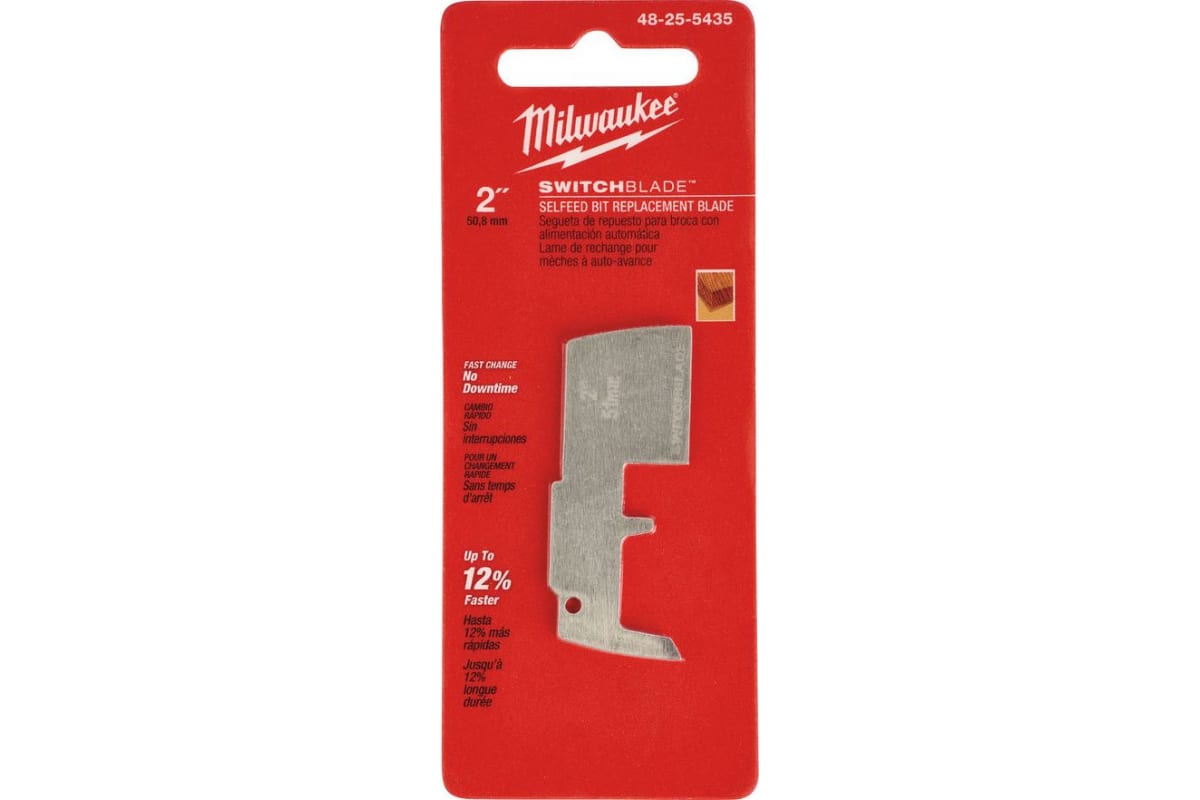 48-25-5435
Milwaukee®
2"
50,8 mm
SWITCHBLADE™
SELFEED BIT REPLACEMENT BLADE
Segueta de repuesto para broca con
alimentación automática
Lame de rechange pour
mèches à auto-avance
FAST CHANGE
No
Downtime
CAMBIO
RÁPIDO
Sin
interrupciones
POUR UN
CHANGEMENT
RAPIDE
Sans temps
d'arrêt
2"
51mm
SWITCHBLADE
Up To
12%
Faster
Hasta
12% más
rápidas
Jusqu'à
12%
longue
durée